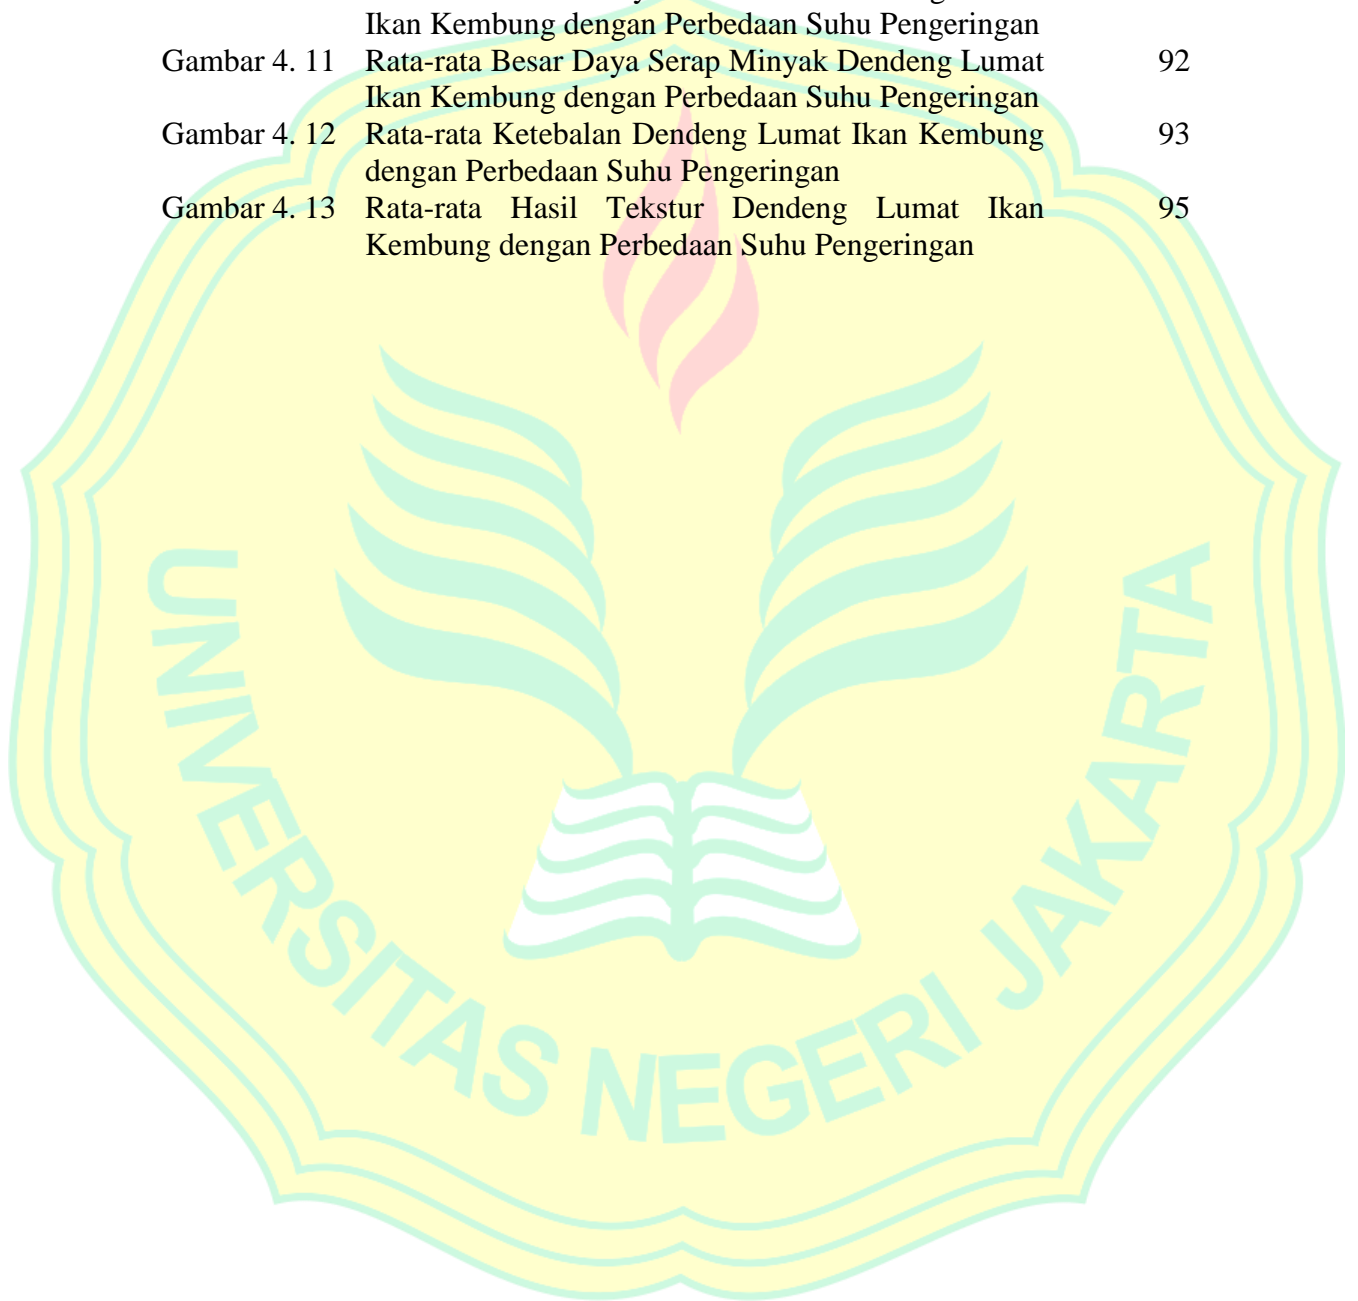 Ikan Kembung dengan Perbedaan Suhu Pengeringan
Gambar 4. 11 Rata-rata Besar Daya Serap Minyak Dendeng Lumat 92
Ikan Kembung dengan Perbedaan Suhu Pengeringan
Gambar 4. 12 Rata-rata Ketebalan Dendeng Lumat Ikan Kembung 93
dengan Perbedaan Suhu Pengeringan
Gambar 4. 13 Rata-rata Hasil Tekstur Dendeng Lumat Ikan 95
Kembung dengan Perbedaan Suhu Pengeringan
UNIVERSITAS NEGERI JAKARTA